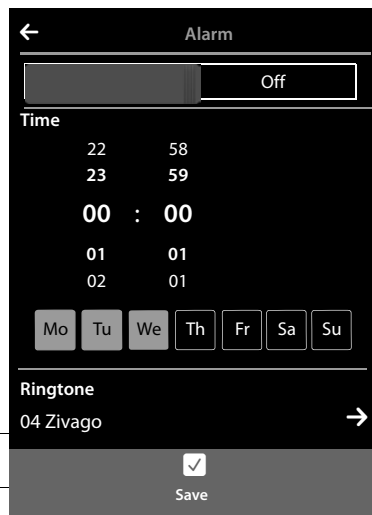 Alarm
Off
Time
22 58
23 59
00 : 00
01 01
02 01
Mo Tu We Th Fr Sa Su
Ringtone
04 Zivago
Save